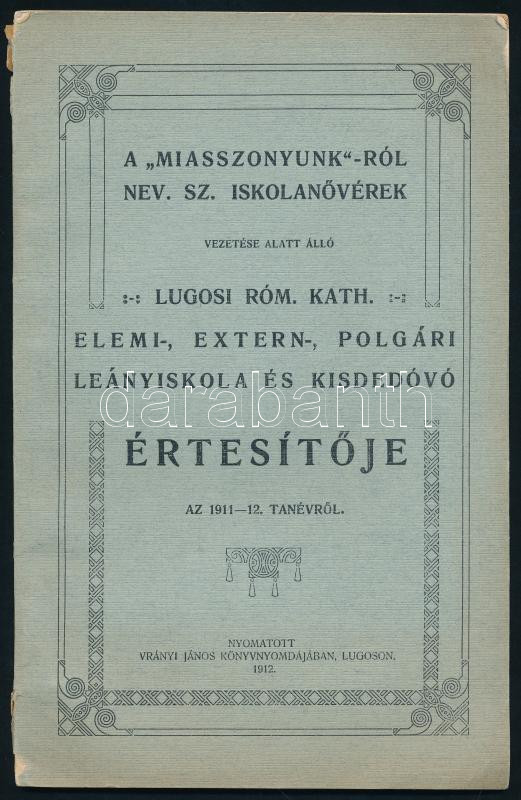 A „MIASSZONYUNK“-RÓL
NEV. SZ. ISKOLANŐVÉREK
VEZETÉSE ALATT ÁLLÓ
:-: LUGOSI RÓM. KATH. :-:
ELEMI-, EXTERN-, POLGÁRI
LEÁNYISKOLA ÉS KISDEDÓVÓ
darabanth
ÉRTESÍTŐJE
AZ 1911—12. TANÉVRŐL.
NYOMATOTT
VRÁNYI JÁNOS KÖNYVNYOMDÁJÁBAN, LUGOSON.
1912.